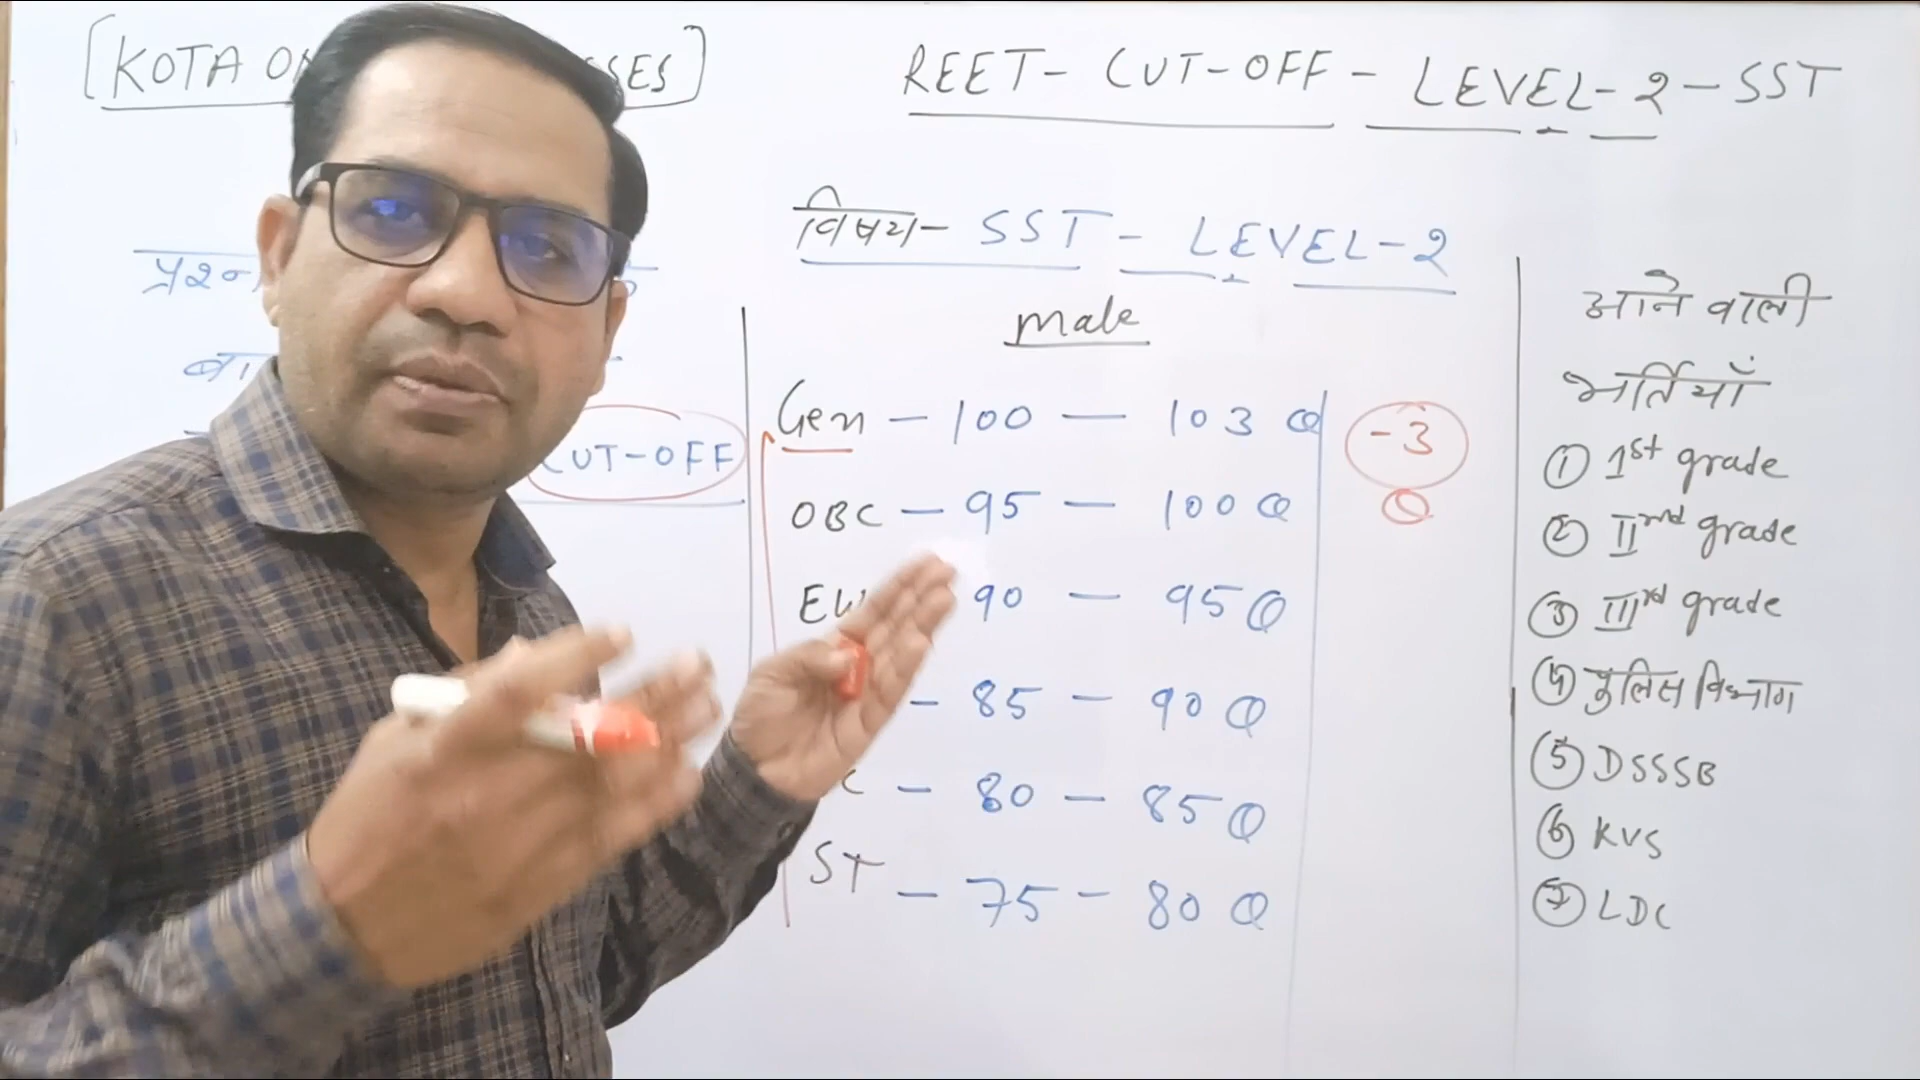 [KOTA
REET- CUT-OFF - LEVEL-2-SST
विषय- SST - LEVEL-2
Male
CUT-OFF
Gen - 100 - 103 Q
-3
Q
OBC - 95 - 100 Q
90 - 95 Q
- 85 - 90 Q
- 80 - 85 Q
ST - 75 - 80 Q
आने वाली
भर्तियाँ
① 1st grade
② IInd grade
③ IIIrd grade
④ पुलिस विभाग
⑤ DSSSB
⑥ KVS
⑦ LDC